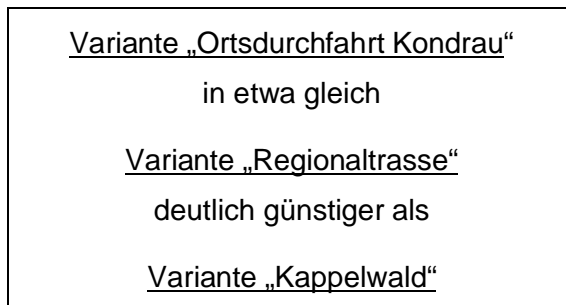 Variante „Ortsdurchfahrt Kondrau“
in etwa gleich
Variante „Regionaltrasse“
deutlich günstiger als
Variante „Kappelwald“